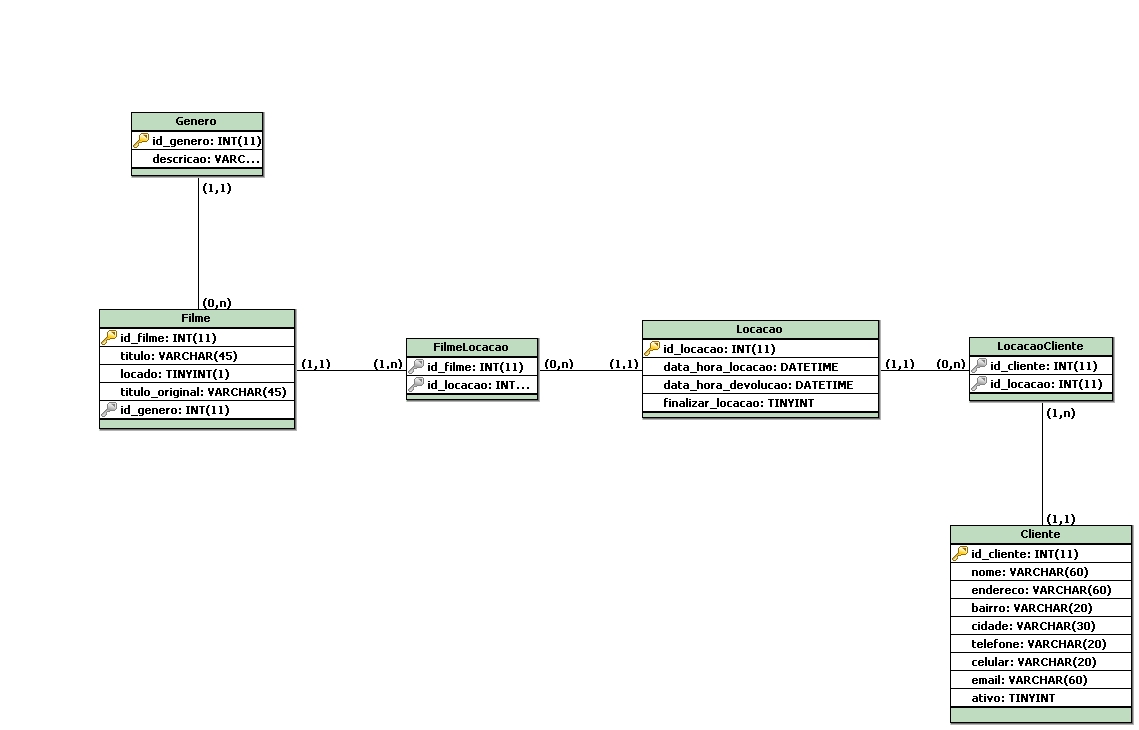 Genero
id_genero: INT(11)
descricao: VARC...
(1,1)
(0,n)
Filme
id_filme: INT(11)
titulo: VARCHAR(45)
locado: TINYINT(1)
titulo_original: VARCHAR(45)
id_genero: INT(11)
(1,1)
(1,n)
FilmeLocacao
id_filme: INT(11)
id_locacao: INT...
(0,n)
(1,1)
Locacao
id_locacao: INT(11)
data_hora_locacao: DATETIME
data_hora_devolucao: DATETIME
finalizar_locacao: TINYINT
(1,1)
(0,n)
LocacaoCliente
id_cliente: INT(11)
id_locacao: INT(11)
(1,n)
(1,1)
Cliente
id_cliente: INT(11)
nome: VARCHAR(60)
endereco: VARCHAR(60)
bairro: VARCHAR(20)
cidade: VARCHAR(30)
telefone: VARCHAR(20)
celular: VARCHAR(20)
email: VARCHAR(60)
ativo: TINYINT